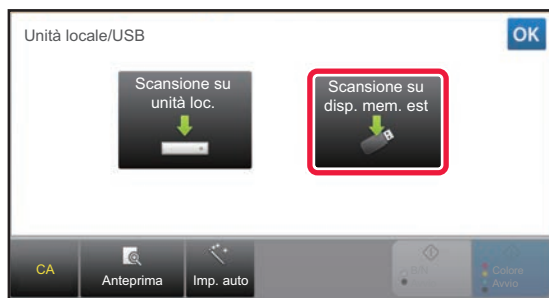 Unità locale/USB
OK
Scansione su
unità loc.
Scansione su
disp. mem. est
CA
Anteprima
Imp. auto
B/N
Colore
Avvio